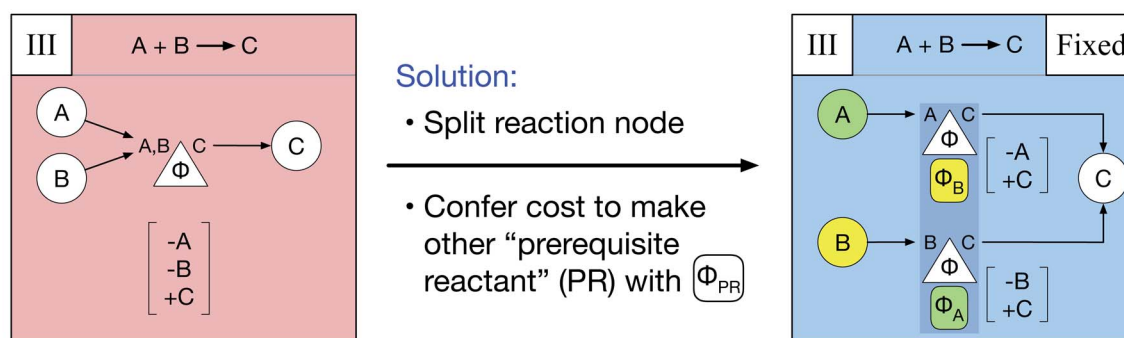 III
A + B → C
A
B
A,B
C
Φ
C
-A
-B
+C
Solution:
• Split reaction node
• Confer cost to make
other “prerequisite
reactant” (PR) with Φ_PR
III
A + B → C
Fixed
A
A C
Φ
Φ_B
-A
+C
C
B
B C
Φ
Φ_A
-B
+C